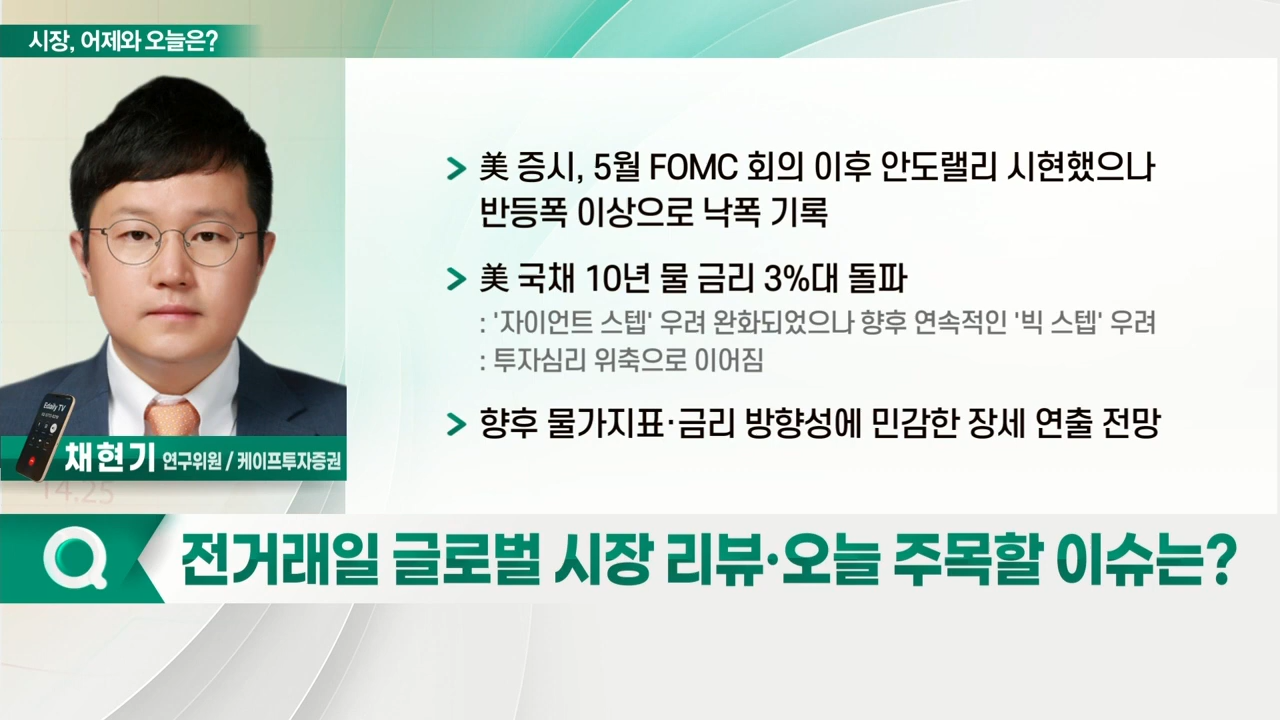 시장, 어제와 오늘은?
> 美 증시, 5월 FOMC 회의 이후 안도랠리 시현했으나
반등폭 이상으로 낙폭 기록
> 美 국채 10년 물 금리 3%대 돌파
: '자이언트 스텝' 우려 완화되었으나 향후 연속적인 '빅 스텝' 우려
: 투자심리 위축으로 이어짐
> 향후 물가지표·금리 방향성에 민감한 장세 연출 전망
Edaily TV
채현기 연구위원 / 케이프투자증권
14.25
Q 전거래일 글로벌 시장 리뷰·오늘 주목할 이슈는?